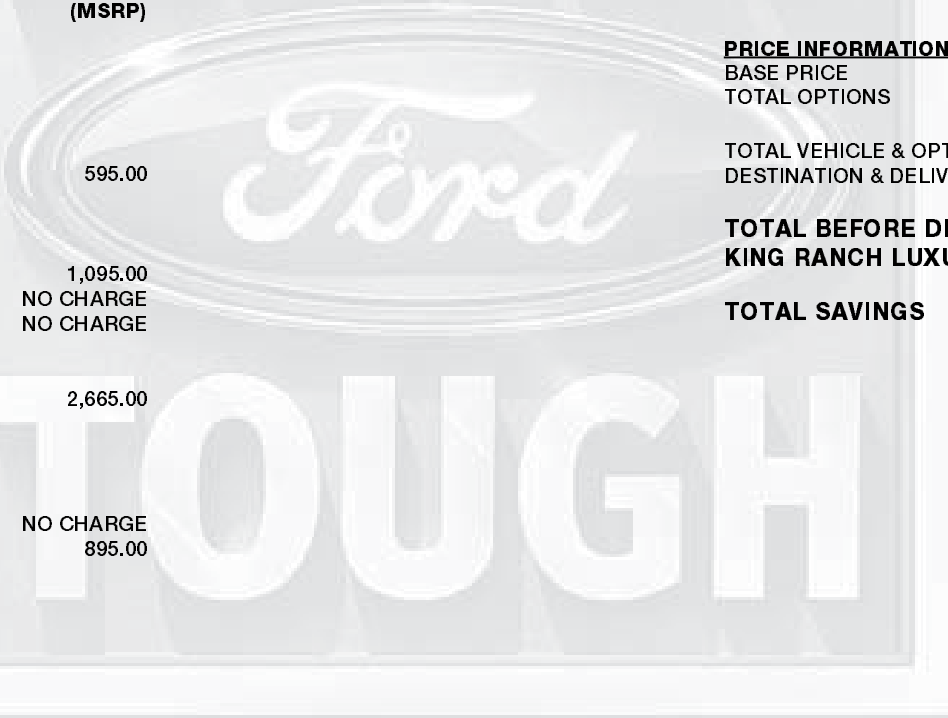 (MSRP)
595.00
1,095.00
NO CHARGE
NO CHARGE
2,665.00
NO CHARGE
895.00
Ford
TOUGH
PRICE INFORMATION
BASE PRICE
TOTAL OPTIONS
TOTAL VEHICLE & OPT
DESTINATION & DELIV
TOTAL BEFORE DI
KING RANCH LUXU
TOTAL SAVINGS